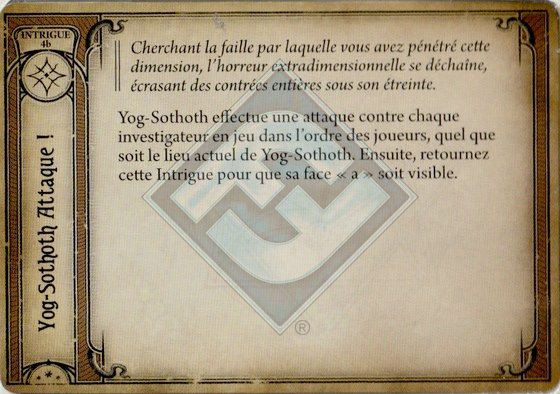 INTRIGUE
4b
Yog-Sothoth Attaque !
Cherchant la faille par laquelle vous avez pénétré cette
dimension, l'horreur extradimensionnelle se déchaîne,
écrasant des contrées entières sous son étreinte.
Yog-Sothoth effectue une attaque contre chaque
investigateur en jeu dans l'ordre des joueurs, quel que
soit le lieu actuel de Yog-Sothoth. Ensuite, retournez
cette Intrigue pour que sa face « a » soit visible.
®